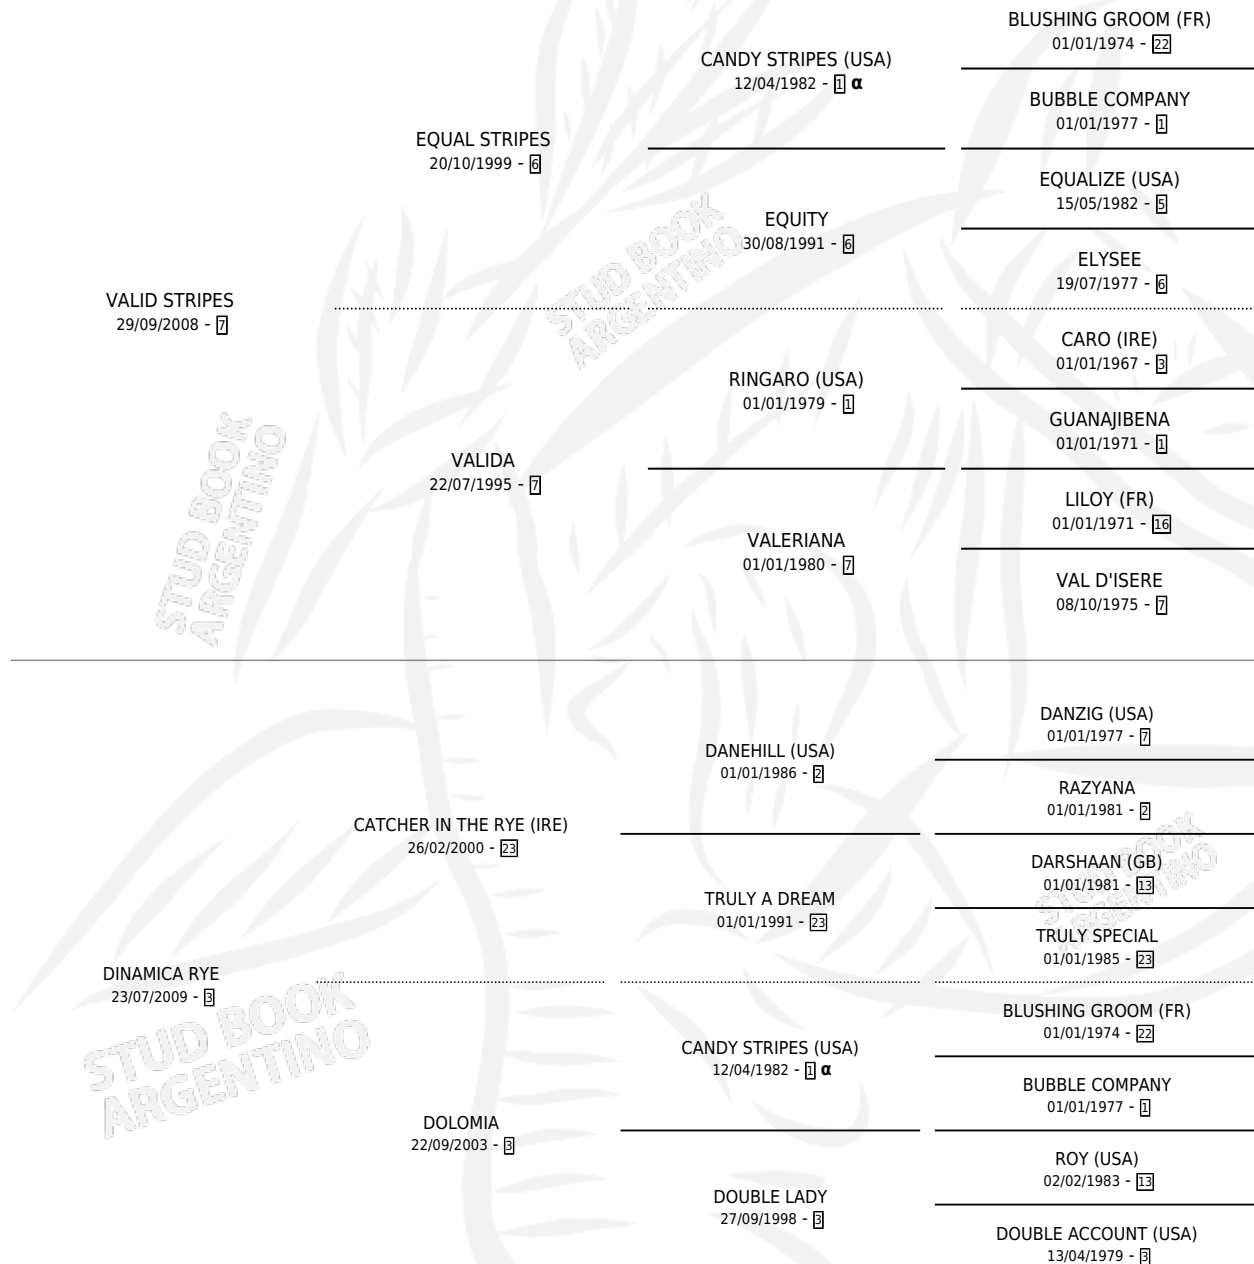 BLUSHING GROOM (FR)
01/01/1974 - 22
CANDY STRIPES (USA)
12/04/1982 - 1 α
BUBBLE COMPANY
01/01/1977 - 1
EQUAL STRIPES
20/10/1999 - 6
EQUALIZE (USA)
15/05/1982 - 5
EQUITY
30/08/1991 - 6
ELYSEE
19/07/1977 - 6
VALID STRIPES
29/09/2008 - 7
CARO (IRE)
01/01/1967 - 3
RINGARO (USA)
01/01/1979 - 1
GUANAJIBENA
01/01/1971 - 1
VALIDA
22/07/1995 - 7
LILOY (FR)
01/01/1971 - 16
VALERIANA
01/01/1980 - 7
VAL D'ISERE
08/10/1975 - 7
STUD BOOK
ARGENTINO
STUD BOOK
ARGENTINO
DANZIG (USA)
01/01/1977 - 7
DANEHILL (USA)
01/01/1986 - 2
RAZYANA
01/01/1981 - 2
CATCHER IN THE RYE (IRE)
26/02/2000 - 23
DARSHAAN (GB)
01/01/1981 - 13
TRULY A DREAM
01/01/1991 - 23
TRULY SPECIAL
01/01/1985 - 23
DINAMICA RYE
23/07/2009 - 3
BLUSHING GROOM (FR)
01/01/1974 - 22
CANDY STRIPES (USA)
12/04/1982 - 1 α
BUBBLE COMPANY
01/01/1977 - 1
DOLOMIA
22/09/2003 - 3
ROY (USA)
02/02/1983 - 13
DOUBLE LADY
27/09/1998 - 3
DOUBLE ACCOUNT (USA)
13/04/1979 - 3
STUD BOOK
ARGENTINO
STUD BOOK
ARGENTINO